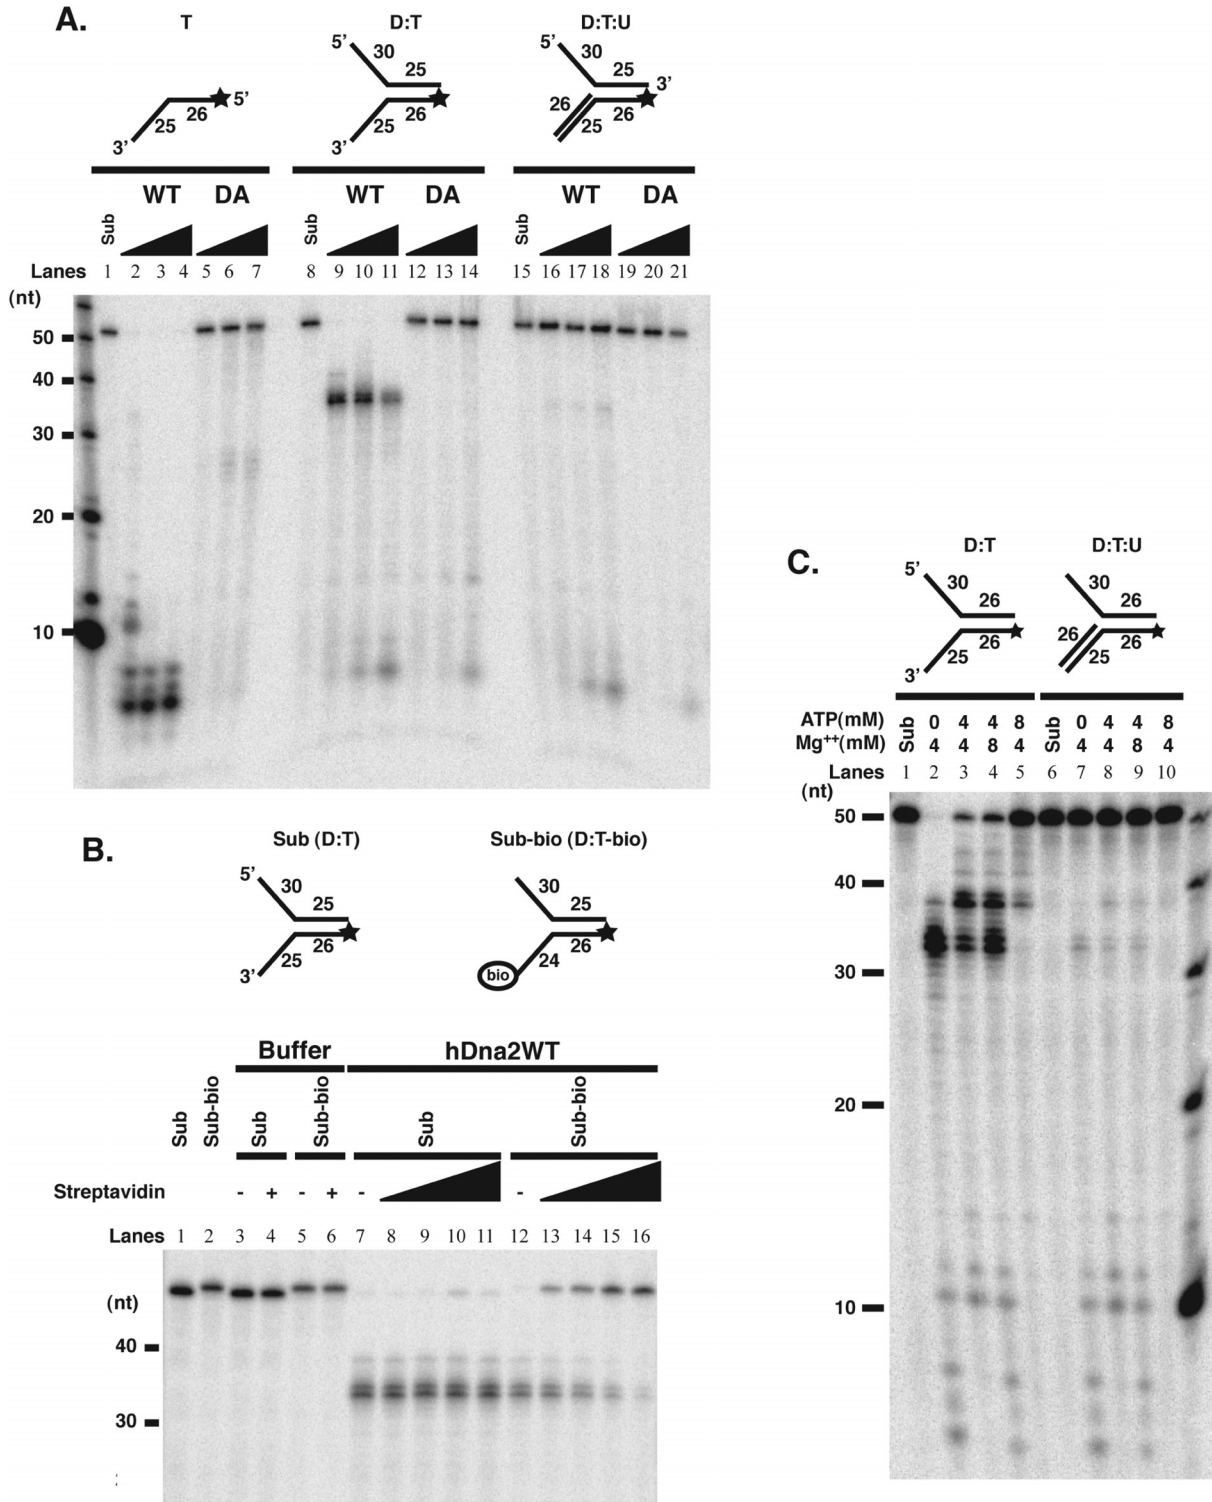 A.
T
D:T
D:T:U
5’
30
25
5’
30
25
3’
26
5’
25
3’
26
25
3’
26
26
25
WT
DA
WT
DA
WT
DA
Sub
Sub
Sub
Lanes 1 2 3 4 5 6 7 8 9 10 11 12 13 14 15 16 17 18 19 20 21
(nt)
50
40
30
20
10
B.
Sub (D:T)
Sub-bio (D:T-bio)
5’
30
25
30
25
26
25
3’
26
24
bio
Buffer
hDna2WT
Sub
Sub-bio
Sub
Sub-bio
Sub
Sub-bio
Streptavidin - + - + - -
Lanes 1 2 3 4 5 6 7 8 9 10 11 12 13 14 15 16
(nt)
40
30
C.
D:T
D:T:U
5’
30
26
30
26
26
25
3’
26
26
25
ATP(mM) 0 4 4 8 0 4 4 8
Mg++(mM) 4 4 8 4 4 4 8 4
Sub
Sub
Lanes 1 2 3 4 5 6 7 8 9 10
(nt)
50
40
30
20
10